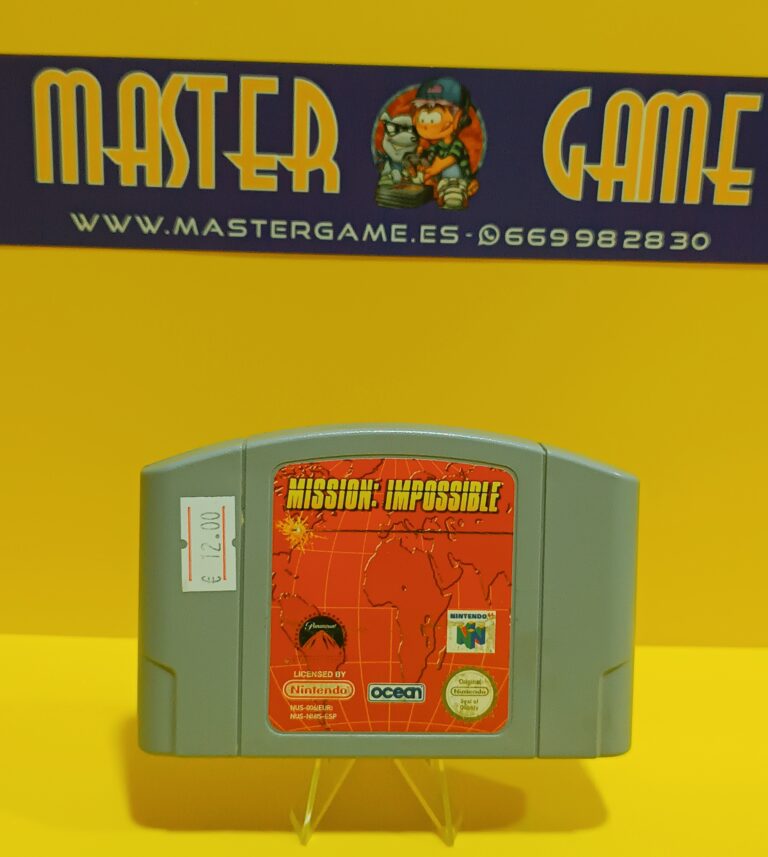 MASTER GAME
WWW.MASTERGAME.ES - 669982830
MISSION: IMPOSSIBLE
€ 12.00
Paramount
NINTENDO 64
LICENSED BY
Nintendo
ocean
Original
Nintendo
Seal of
Quality
NUS-006(EUR)
NUS-NMIS-ESP